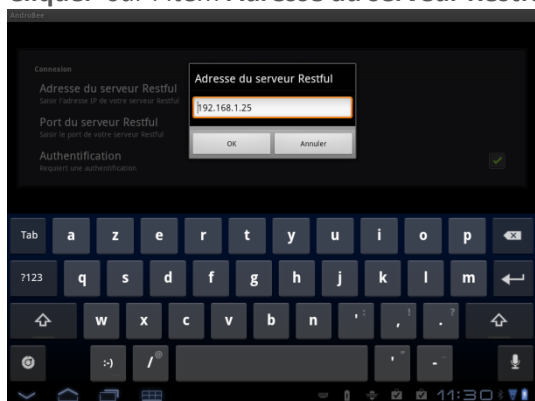 Cliquer sur l'item Adresse du serveur Restful
AndroBee
Connexion
Adresse du serveur Restful
Saisir l'adresse IP de votre serveur Restful
Port du serveur Restful
Saisir le port de votre serveur Restful
Authentification
Requiert une authentification
Adresse du serveur Restful
192.168.1.25
OK Annuler
Tab a z e r t y u i o p
?123 q s d f g h j k l m
w x c v b n ' : , ! . ?
:-) / @ ' " - _
11:30